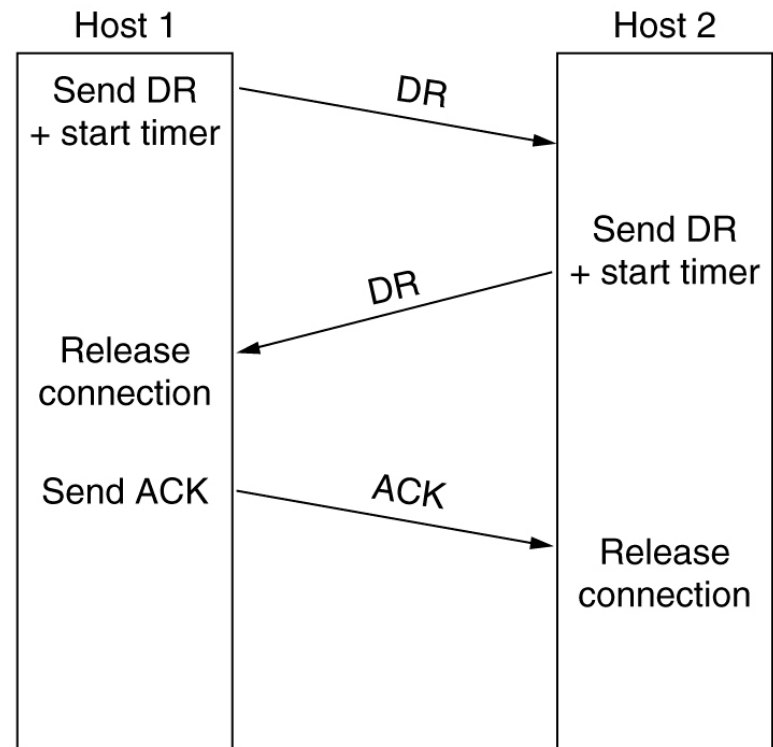 Host 1
Host 2
Send DR
+ start timer
DR
Send DR
+ start timer
DR
Release
connection
Send ACK
ACK
Release
connection